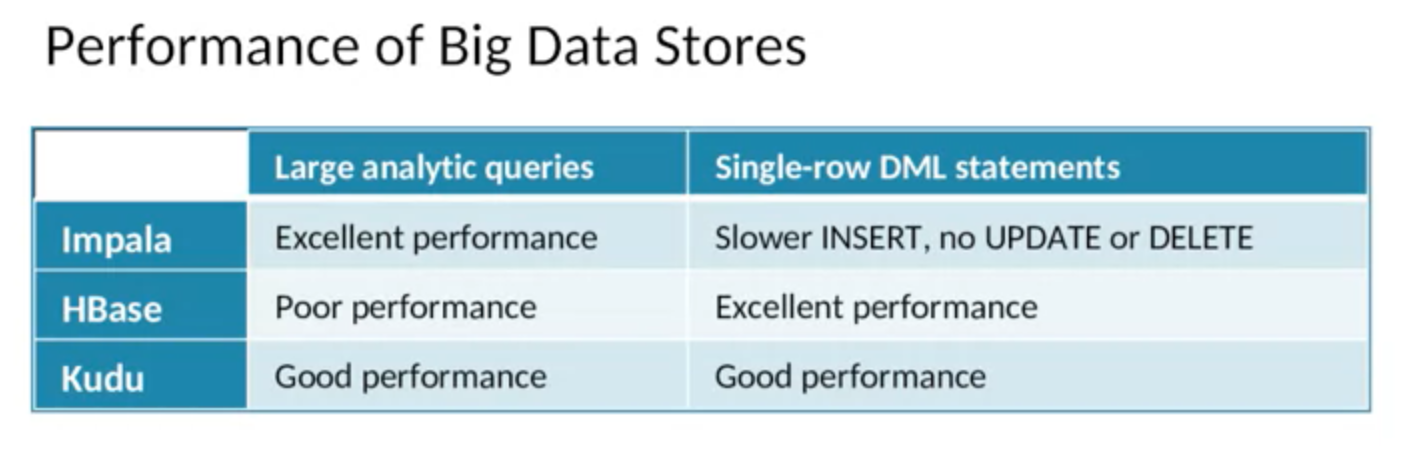 Performance of Big Data Stores
Large analytic queries Single-row DML statements
Impala Excellent performance Slower INSERT, no UPDATE or DELETE
HBase Poor performance Excellent performance
Kudu Good performance Good performance